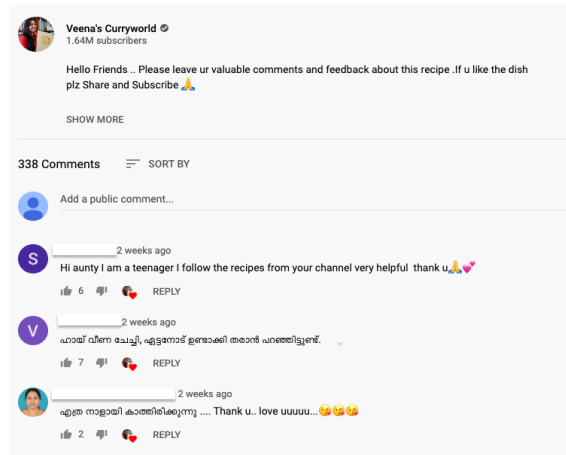 Veena's Curryworld
1.64M subscribers
Hello Friends .. Please leave ur valuable comments and feedback about this recipe .If u like the dish
plz Share and Subscribe 🙏
SHOW MORE
338 Comments SORT BY
Add a public comment...
S
2 weeks ago
Hi aunty I am a teenager I follow the recipes from your channel very helpful thank u🙏💕
6 REPLY
V
2 weeks ago
ഹായ് വീണ ചേച്ചി, ഏട്ടനോട് ഉണ്ടാക്കി തരാൻ പറഞ്ഞിട്ടുണ്ട്.
7 REPLY
2 weeks ago
എത്ര നാളായി കാത്തിരിക്കുന്നു .... Thank u.. love uuuuu...😘😘😘
2 REPLY